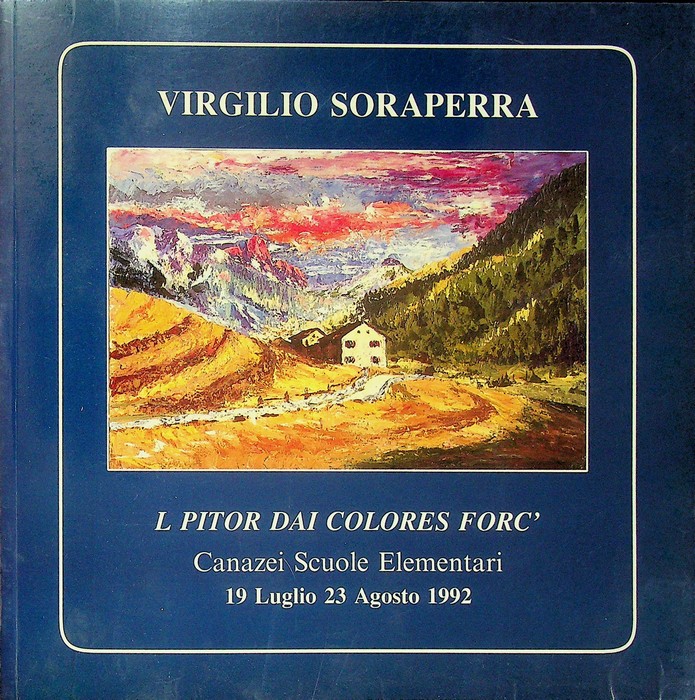 VIRGILIO SORAPERRA
L PITOR DAI COLORES FORC'
Canazei Scuole Elementari
19 Luglio 23 Agosto 1992